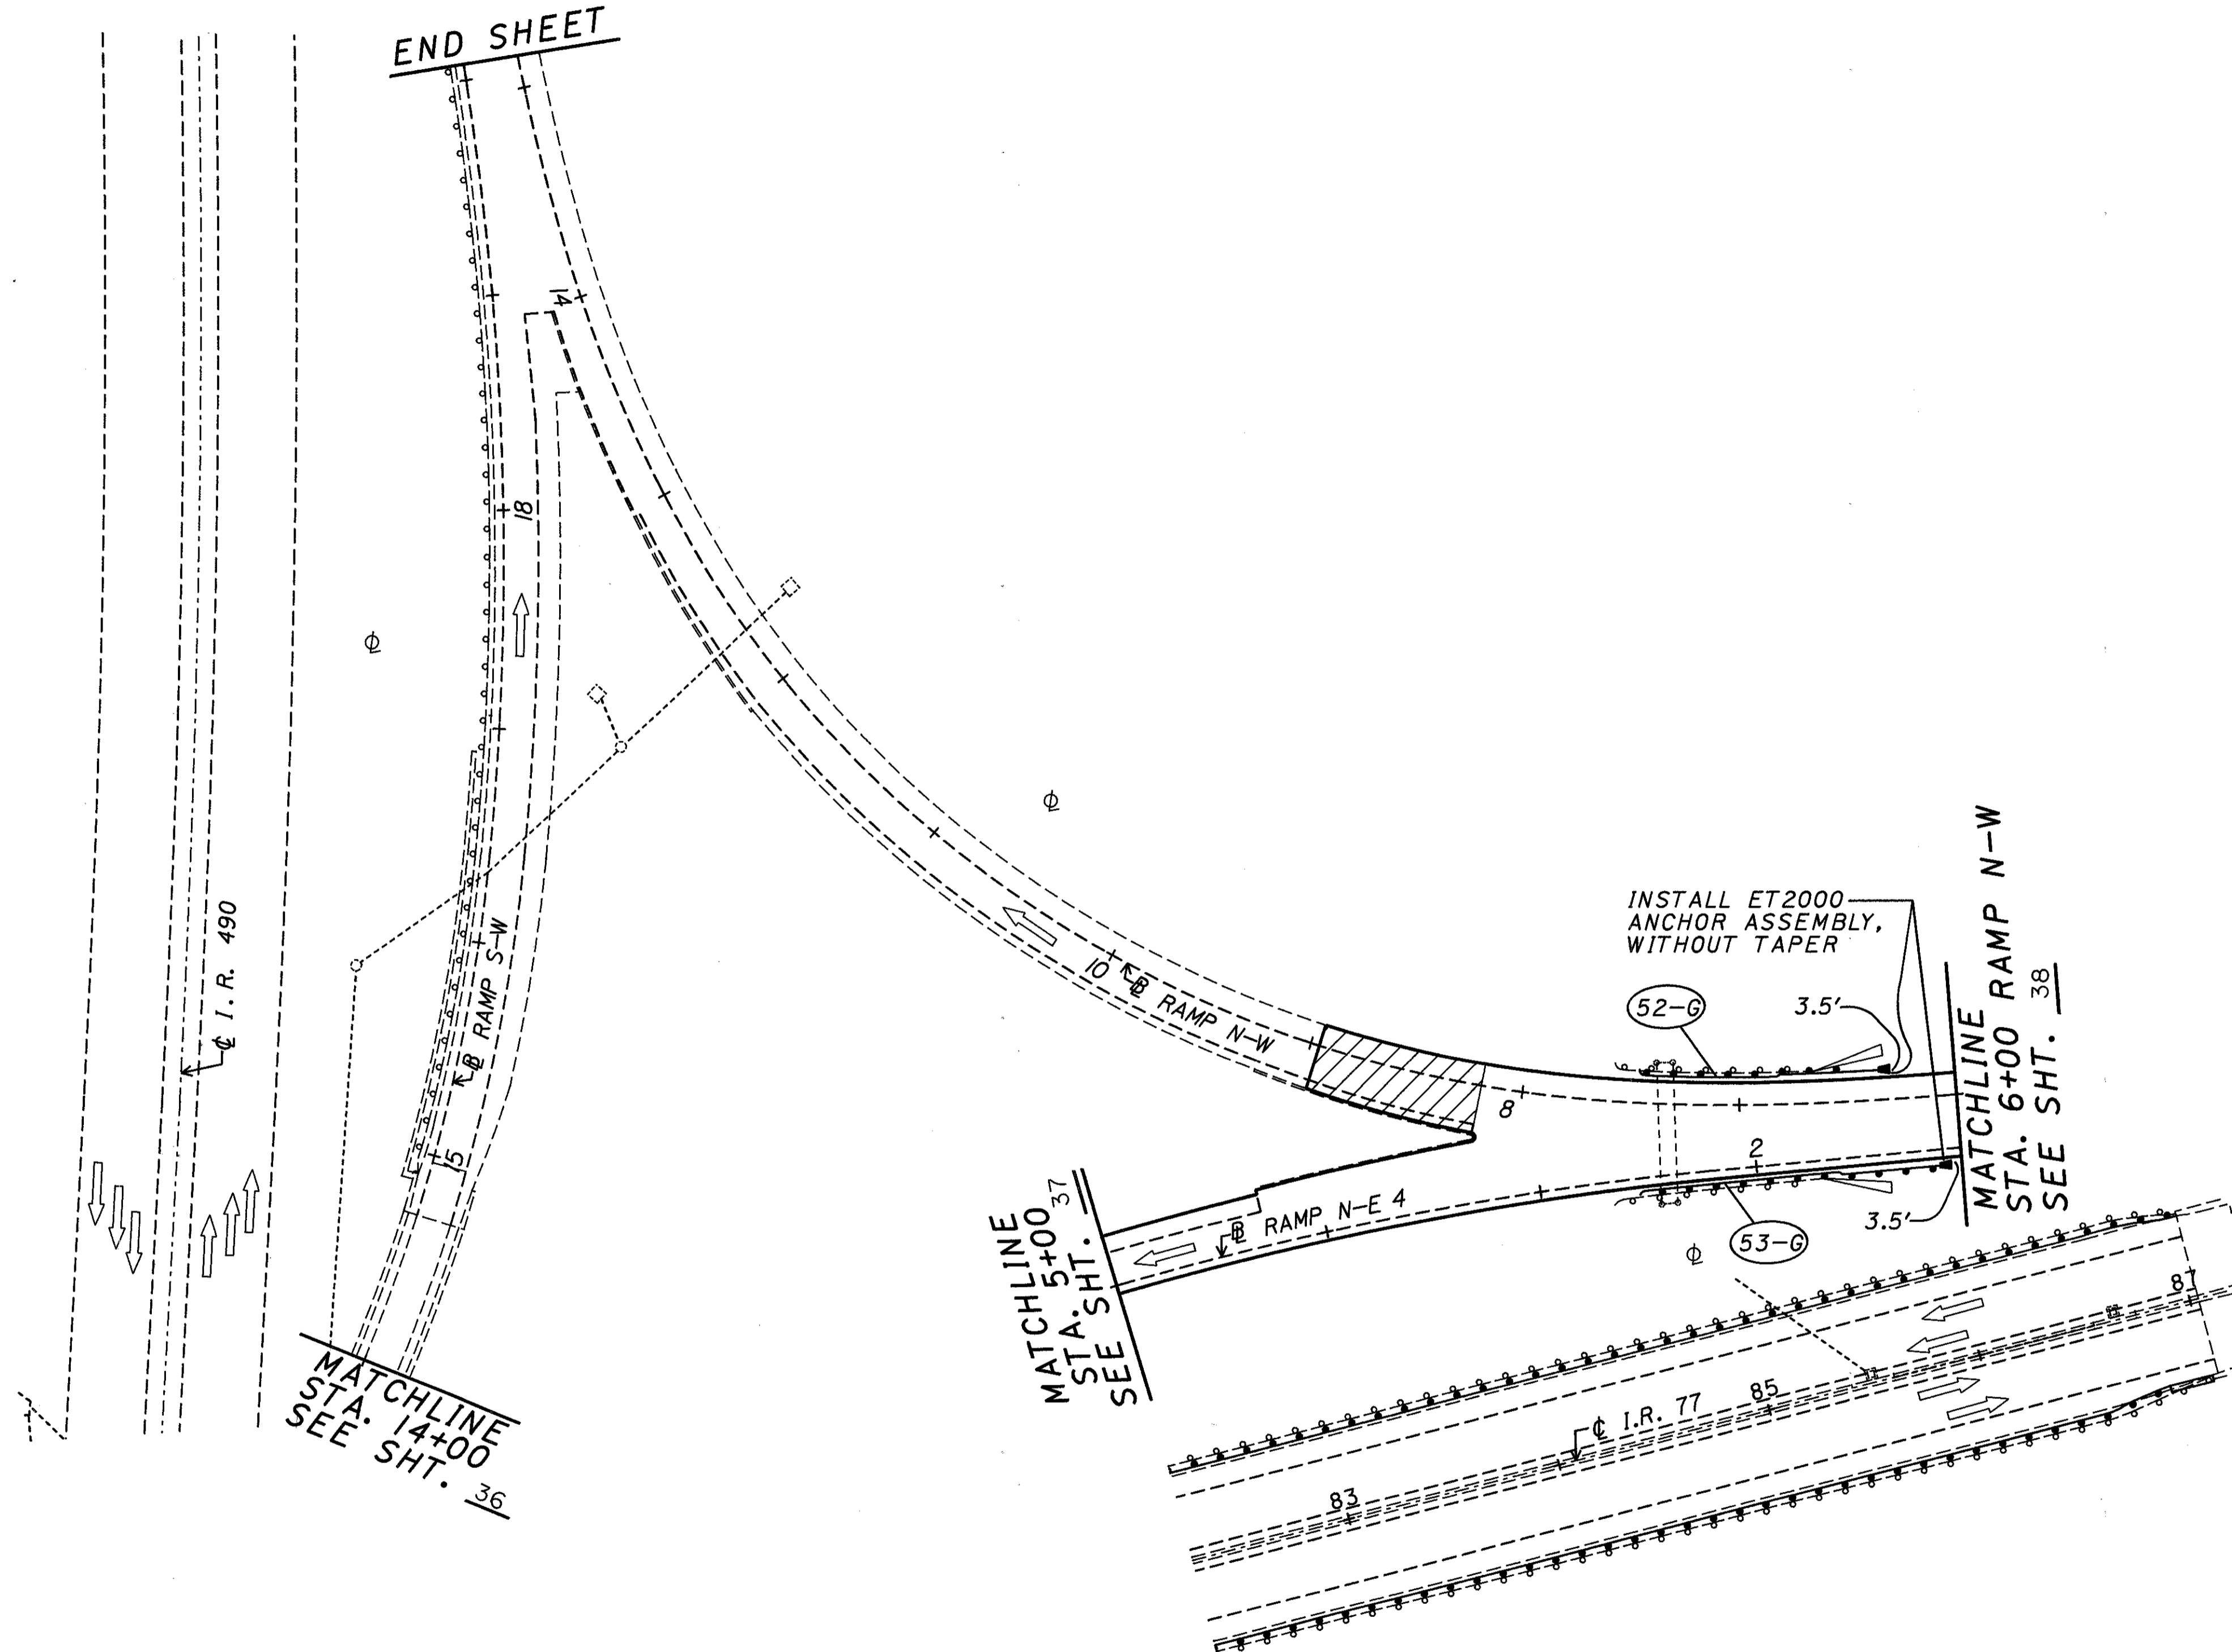 END SHEET
14
18
℄ I.R. 490
INSTALL ET2000
ANCHOR ASSEMBLY,
WITHOUT TAPER
52-G
3.5'
MATCHLINE
STA. 6+00 RAMP N-W
SEE SHT. 38
10
RAMP N-W
8
2
RAMP S-W
15
MATCHLINE
STA. 5+00
SEE SHT. 37
RAMP N-E 4
53-G
3.5'
87
85
℄ I.R. 77
83
MATCHLINE
STA. 14+00
SEE SHT. 36